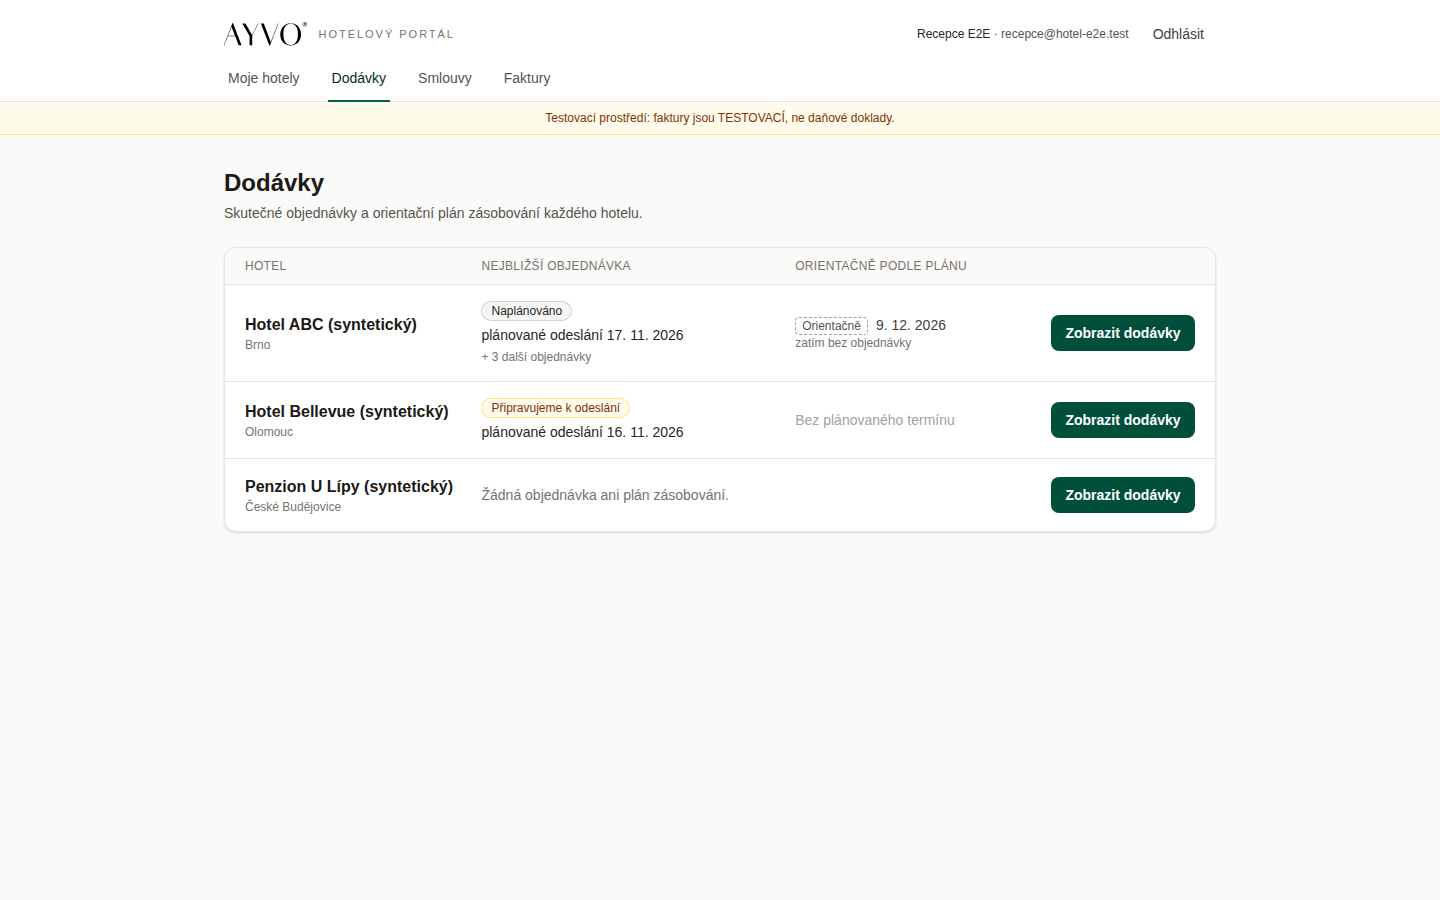 AYVO® HOTELOVÝ PORTÁL
Recepce E2E · recepce@hotel-e2e.test Odhlásit
Moje hotely Dodávky Smlouvy Faktury
Testovací prostředí: faktury jsou TESTOVACÍ, ne daňové doklady.
Dodávky
Skutečné objednávky a orientační plán zásobování každého hotelu.
HOTEL NEJBLIŽŠÍ OBJEDNÁVKA ORIENTAČNĚ PODLE PLÁNU
Hotel ABC (syntetický)
Brno
Naplánováno
plánované odeslání 17. 11. 2026
+ 3 další objednávky
Orientačně 9. 12. 2026
zatím bez objednávky
Zobrazit dodávky
Hotel Bellevue (syntetický)
Olomouc
Připravujeme k odeslání
plánované odeslání 16. 11. 2026
Bez plánovaného termínu
Zobrazit dodávky
Penzion U Lípy (syntetický)
České Budějovice
Žádná objednávka ani plán zásobování.
Zobrazit dodávky